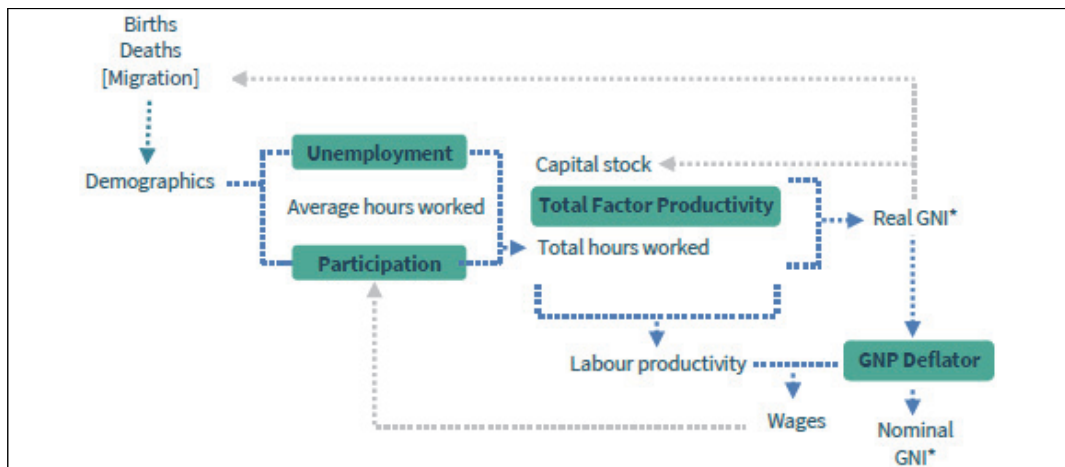 Births
Deaths
[Migration]
Demographics
Unemployment
Average hours worked
Participation
Capital stock
Total Factor Productivity
Total hours worked
Real GNI*
Labour productivity
GNP Deflator
Wages
Nominal
GNI*